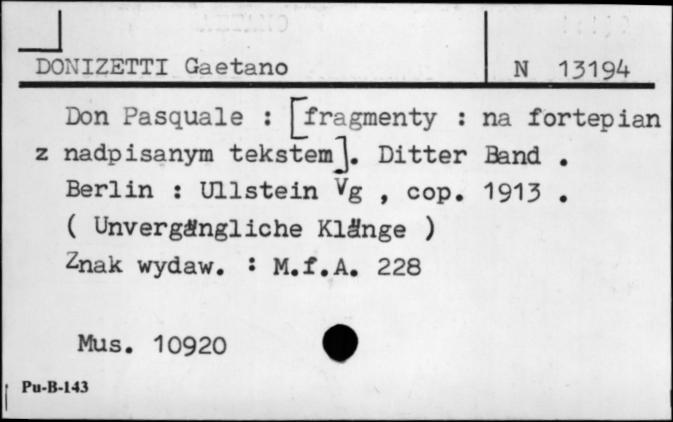 DONIZETTI Gaetano N 13194
Don Pasquale : [fragmenty : na fortepian
z nadpisanym tekstem]. Ditter Band .
Berlin : Ullstein Vg , cop. 1913 .
( Unvergängliche Klänge )
Znak wydaw. : M.f.A. 228
Mus. 10920
Pu-B-143